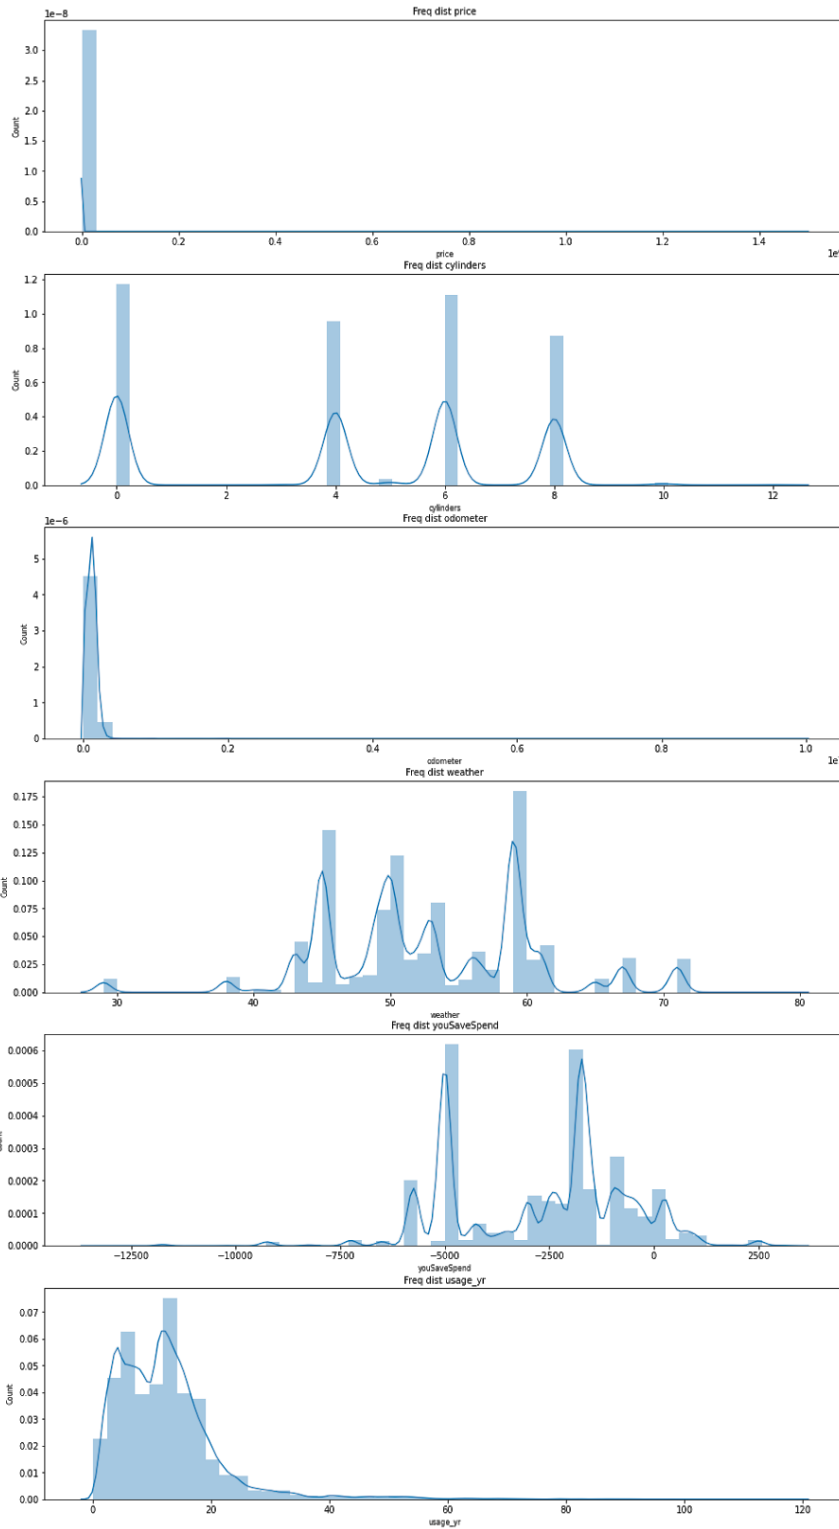 Freq dist price
1e−8
3.0
2.5
2.0
1.5
1.0
0.5
0.0
Count
0.0 0.2 0.4 0.6 0.8 1.0 1.2 1.4
price
Freq dist cylinders
1.2
1.0
0.8
0.6
0.4
0.2
0.0
Count
0 2 4 6 8 10 12
cylinders
Freq dist odometer
1e−6
5
4
3
2
1
0
Count
0.0 0.2 0.4 0.6 0.8 1.0
odometer
Freq dist weather
0.175
0.150
0.125
0.100
0.075
0.050
0.025
0.000
Count
30 40 50 60 70 80
weather
Freq dist youSaveSpend
0.0006
0.0005
0.0004
0.0003
0.0002
0.0001
0.0000
−12500 −10000 −7500 −5000 −2500 0 2500
youSaveSpend
Freq dist usage_yr
0.07
0.06
0.05
0.04
0.03
0.02
0.01
0.00
Count
0 20 40 60 80 100 120
usage_yr